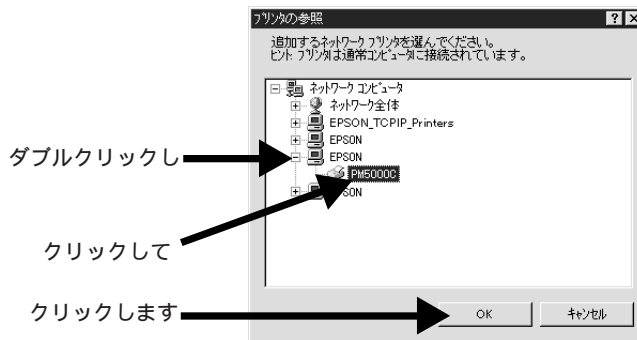 プリンタの参照
追加するネットワーク プリンタを選んでください。
ヒント: プリンタは通常コンピュータに接続されています。
ネットワーク コンピュータ
ネットワーク全体
EPSON_TCPIP_Printers
EPSON
ダブルクリックし
EPSON
PM5000C
EPSON
クリックして
クリックします
OK
キャンセル